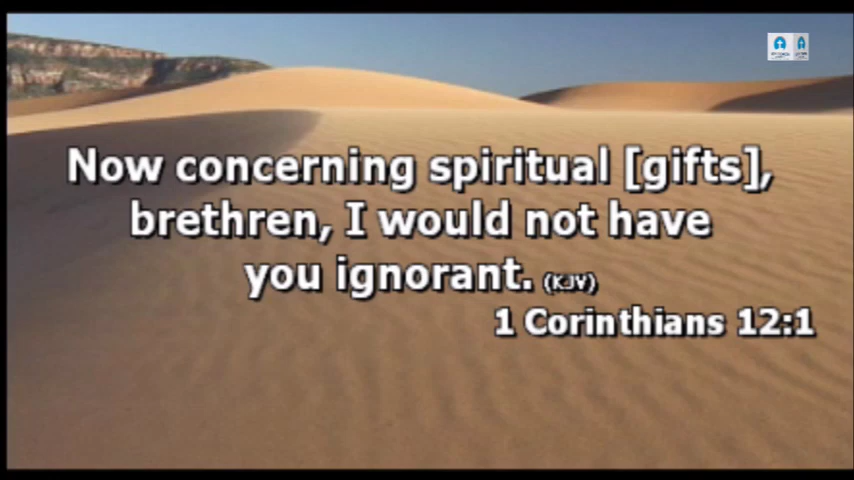 Now concerning spiritual [gifts],
brethren, I would not have
you ignorant. (KJV)
1 Corinthians 12:1